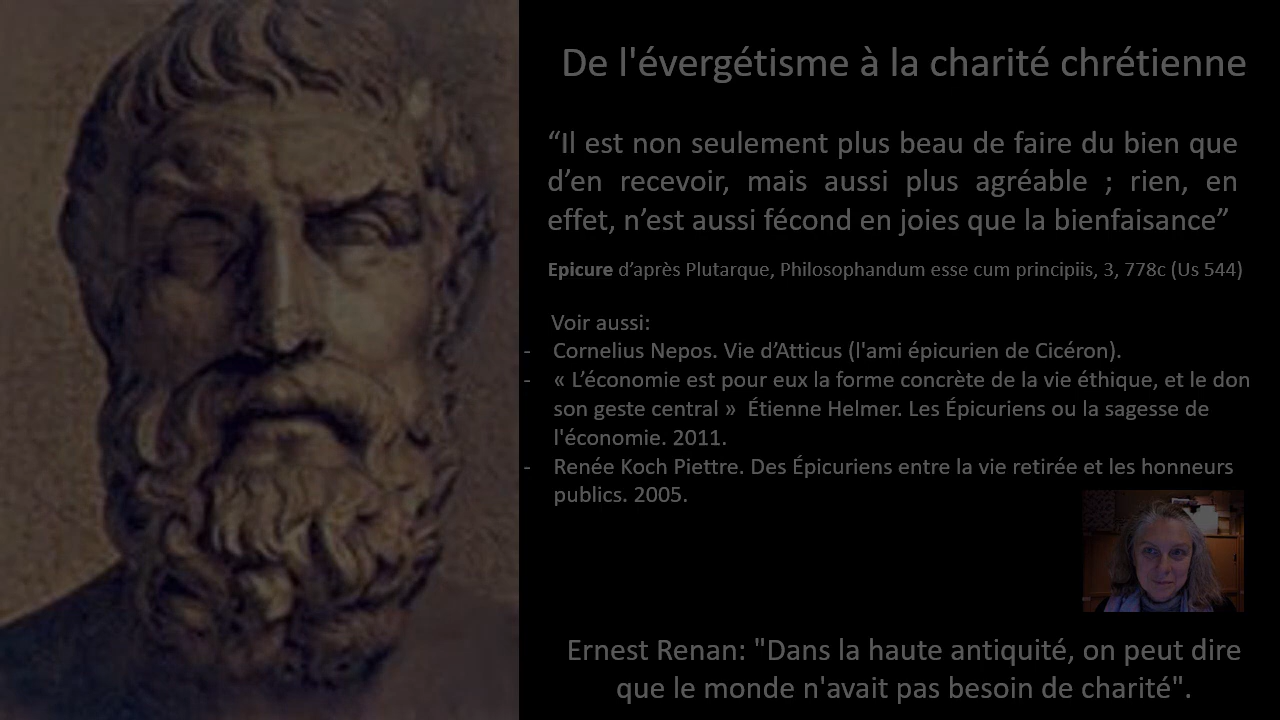 De l'évergétisme à la charité chrétienne
“Il est non seulement plus beau de faire du bien que
d’en recevoir, mais aussi plus agréable ; rien, en
effet, n’est aussi fécond en joies que la bienfaisance”
Epicure d’après Plutarque, Philosophandum esse cum principiis, 3, 778c (Us 544)
Voir aussi:
- Cornelius Nepos. Vie d’Atticus (l'ami épicurien de Cicéron).
- « L’économie est pour eux la forme concrète de la vie éthique, et le don
son geste central » Étienne Helmer. Les Épicuriens ou la sagesse de
l'économie. 2011.
- Renée Koch Piettre. Des Épicuriens entre la vie retirée et les honneurs
publics. 2005.
Ernest Renan: "Dans la haute antiquité, on peut dire
que le monde n'avait pas besoin de charité".